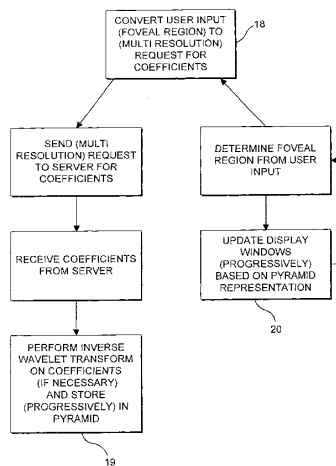 CONVERT USER INPUT
(FOVEAL REGION) TO
(MULTI RESOLUTION)
REQUEST FOR
COEFFICIENTS
18
SEND (MULTI
RESOLUTION) REQUEST
TO SERVER FOR
COEFFICIENTS
DETERMINE FOVEAL
REGION FROM USER
INPUT
RECEIVE COEFFICIENTS
FROM SERVER
UPDATE DISPLAY
WINDOWS
(PROGRESSIVELY)
BASED ON PYRAMID
REPRESENTATION
20
PERFORM INVERSE
WAVELET TRANSFORM
ON COEFFICIENTS
(IF NECESSARY) AND
STORE
(PROGRESSIVELY) IN
PYRAMID
19